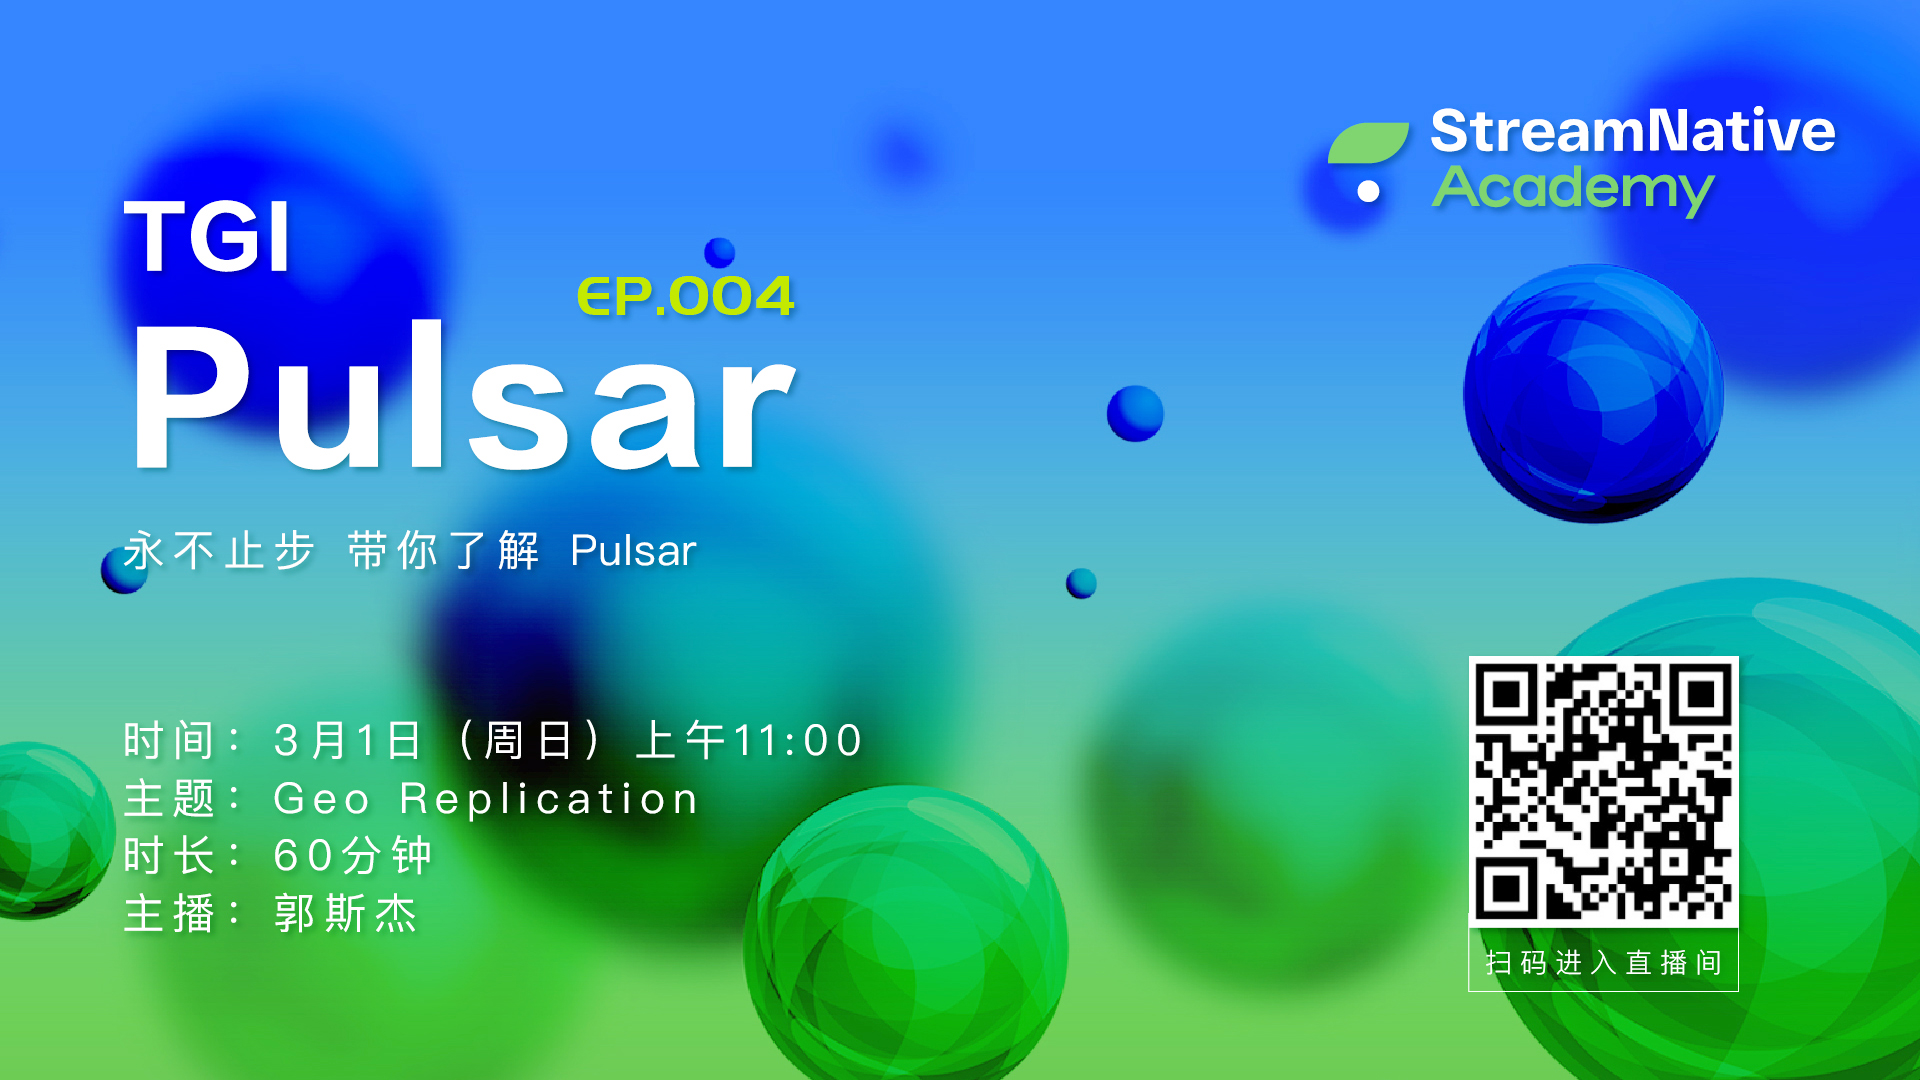 StreamNative
Academy
TGI
EP.004
Pulsar
永不止步 带你了解 Pulsar
时间：3月1日（周日）上午11:00
主题：Geo Replication
时长：60分钟
主播：郭斯杰
扫码进入直播间